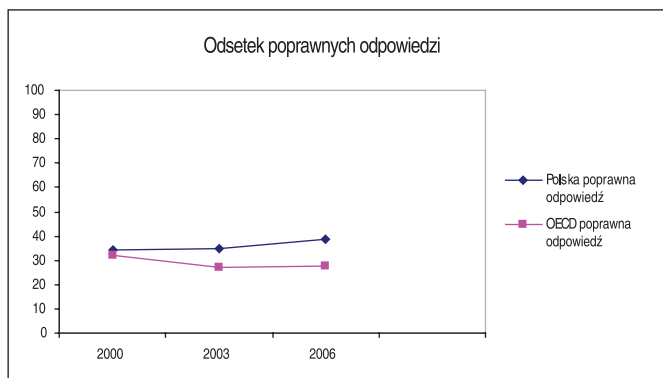 Odsetek poprawnych odpowiedzi
100
90
80
70
60
50
40
30
20
10
0
2000 2003 2006
Polska poprawna
odpowiedź
OECD poprawna
odpowiedź